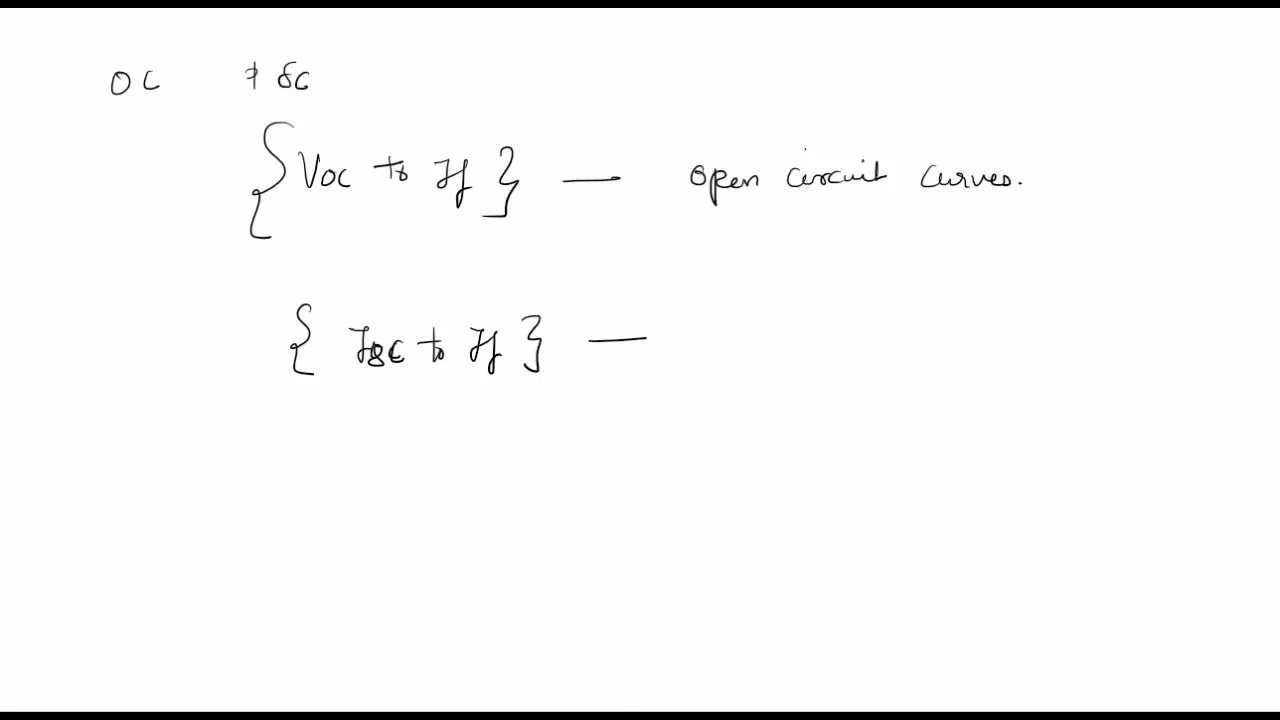 OC & SC
{ Voc to If } — open circuit curves.
{ Isc to If } —